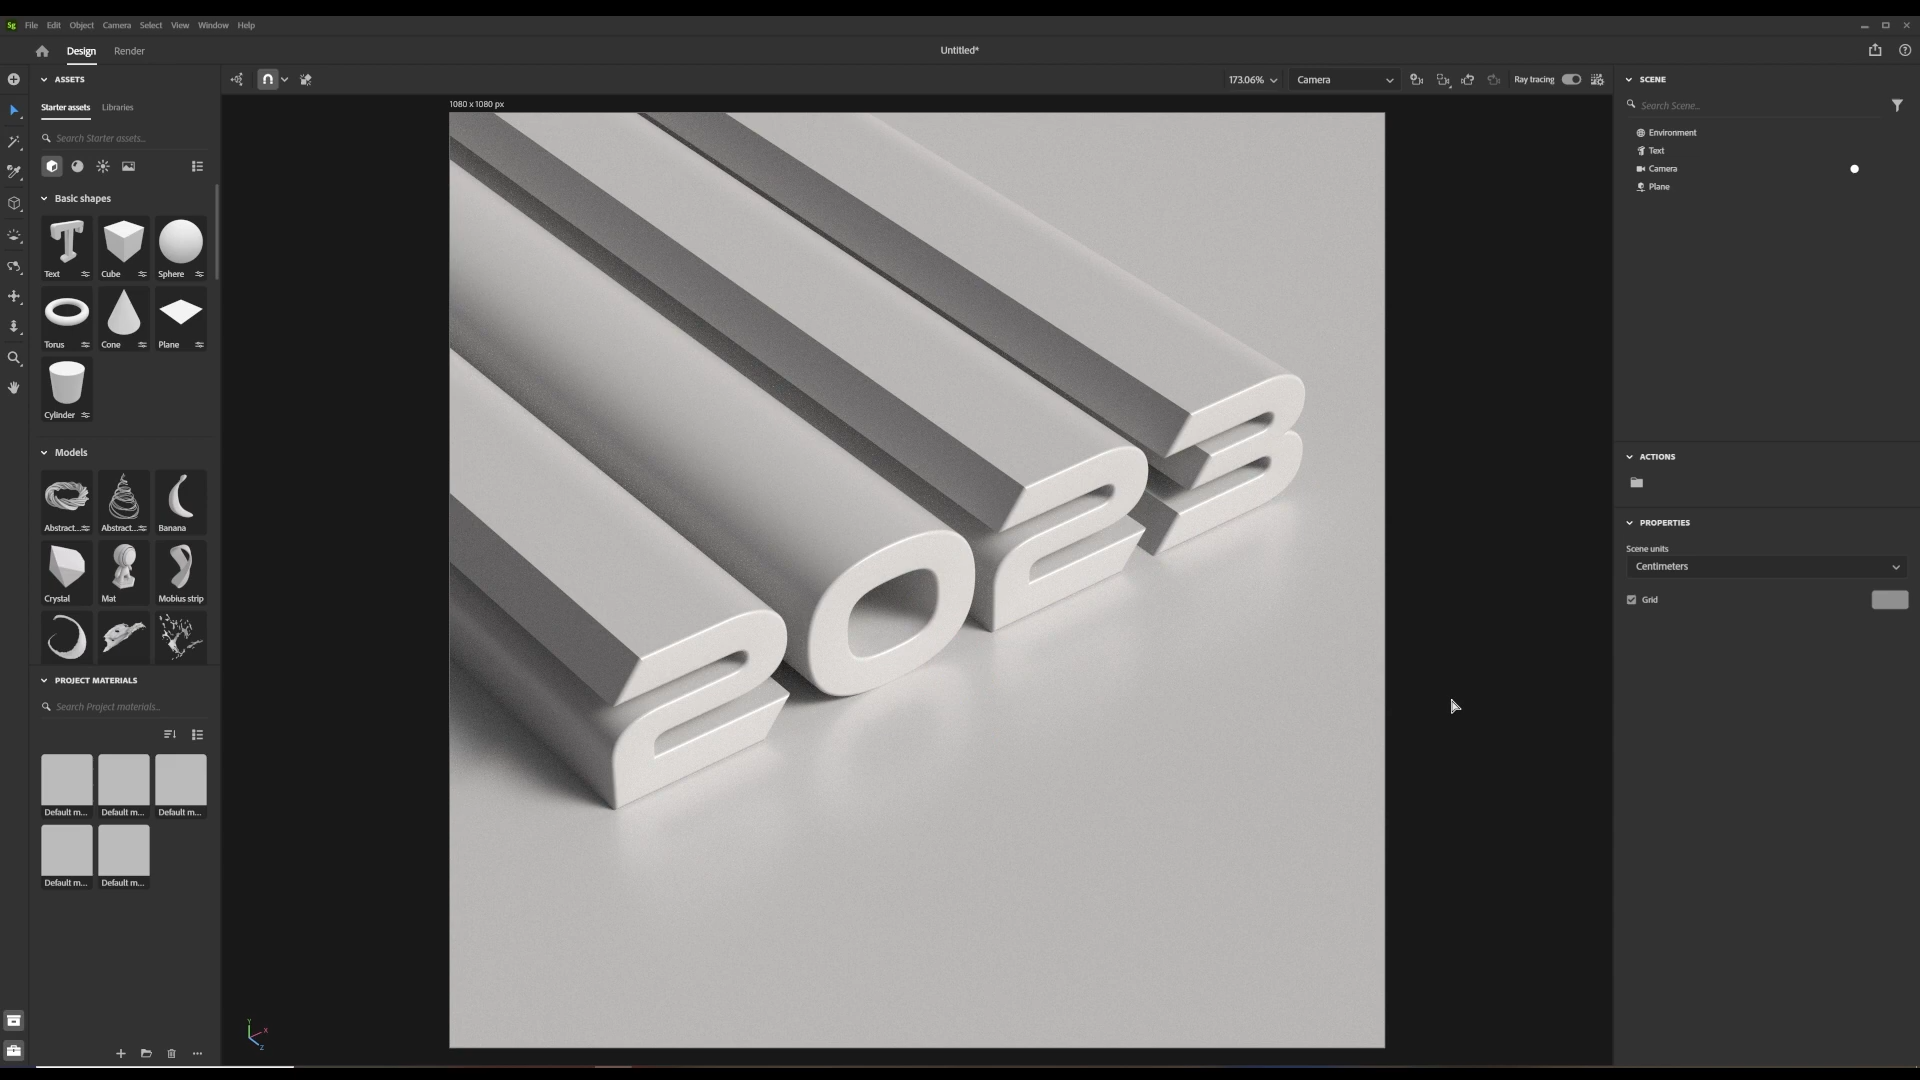 Sg File Edit Object Camera Select View Window Help
Design Render Untitled*
ASSETS
Starter assets Libraries
Search Starter assets...
Basic shapes
Text Cube Sphere
Torus Cone Plane
Cylinder
Models
Abstract... Abstract... Banana
Crystal Mat Mobius strip
PROJECT MATERIALS
Search Project materials...
Default m... Default m... Default m...
Default m... Default m...
173.06% Camera Ray tracing
1080 x 1080 px
2023
Y
X
Z
SCENE
Search Scene...
Environment
Text
Camera
Plane
ACTIONS
PROPERTIES
Scene units
Centimeters
Grid